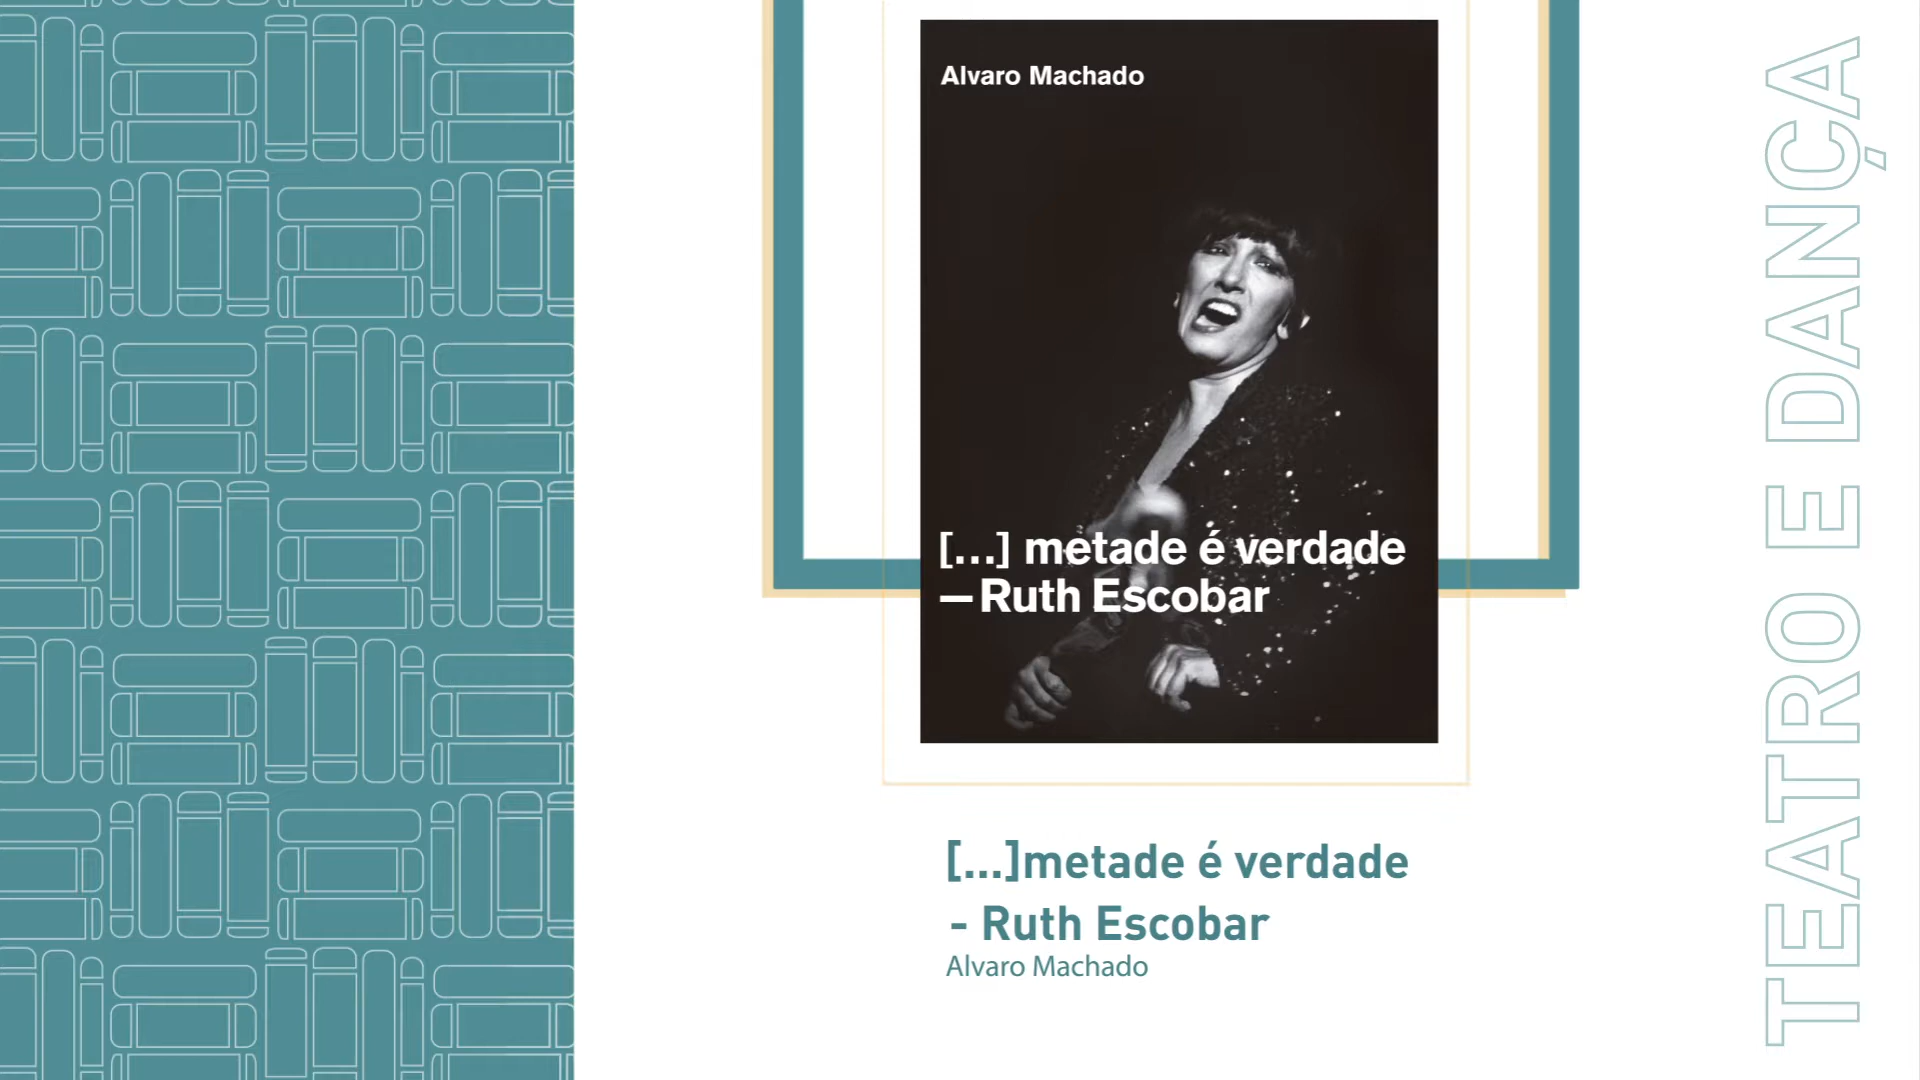 Alvaro Machado
[...] metade é verdade
— Ruth Escobar
[...]metade é verdade
- Ruth Escobar
Alvaro Machado
TEATRO E DANÇA